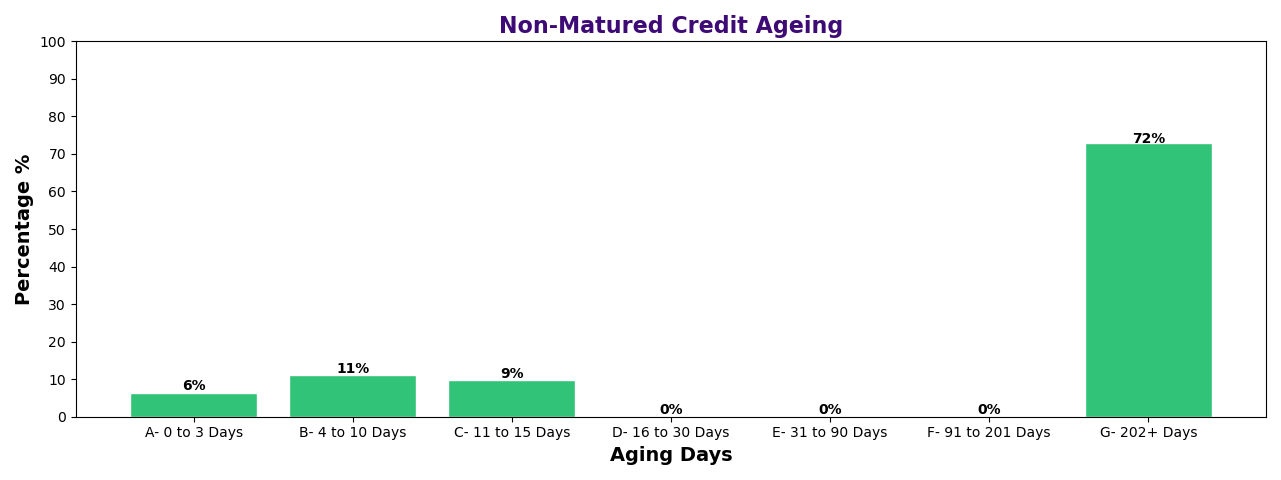 Non-Matured Credit Ageing
Percentage %
100
90
80
70
60
50
40
30
20
10
0
6%
11%
9%
0%
0%
0%
72%
A- 0 to 3 Days
B- 4 to 10 Days
C- 11 to 15 Days
D- 16 to 30 Days
E- 31 to 90 Days
F- 91 to 201 Days
G- 202+ Days
Aging Days